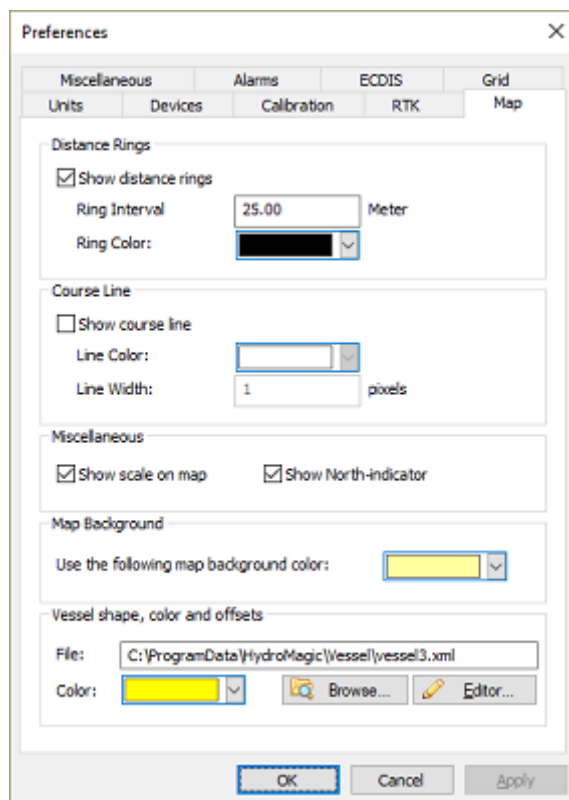 Preferences
Miscellaneous Alarms ECDIS Grid
Units Devices Calibration RTK Map
Distance Rings
Show distance rings
Ring Interval 25.00 Meter
Ring Color:
Course Line
Show course line
Line Color:
Line Width: 1 pixels
Miscellaneous
Show scale on map Show North-indicator
Map Background
Use the following map background color:
Vessel shape, color and offsets
File: C:\ProgramData\HydroMagic\Vessel\vessel3.xml
Color: Browse... Editor...
OK Cancel Apply